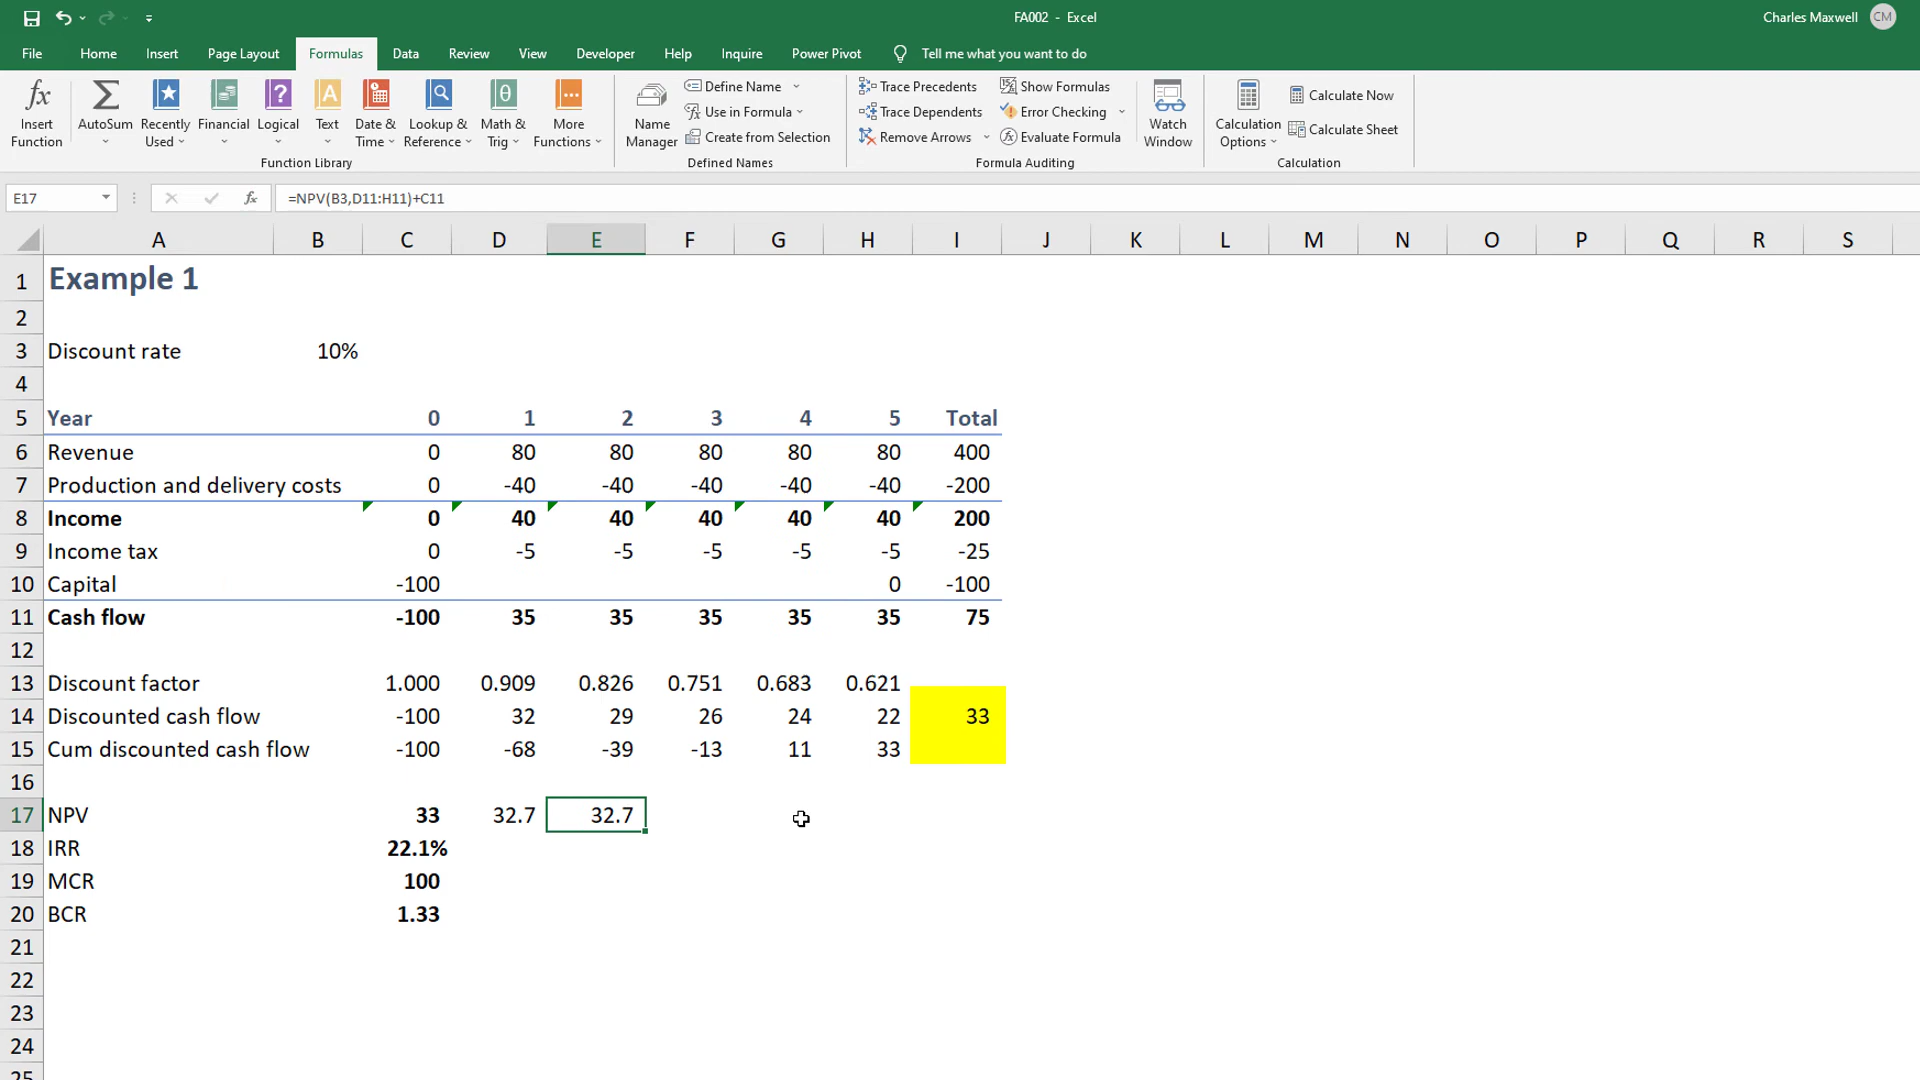 FA002 - Excel
Charles Maxwell CM
File Home Insert Page Layout Formulas Data Review View Developer Help Inquire Power Pivot Tell me what you want to do
fx Insert Function
Σ AutoSum
Recently Used
Financial
? Logical
A Text
Date & Time
Lookup & Reference
θ Math & Trig
More Functions
Function Library
Name Manager
Define Name
Use in Formula
Create from Selection
Defined Names
Trace Precedents
Trace Dependents
Remove Arrows
Show Formulas
Error Checking
Evaluate Formula
Watch Window
Formula Auditing
Calculation Options
Calculate Now
Calculate Sheet
Calculation
E17 fx =NPV(B3,D11:H11)+C11
A B C D E F G H I J K L M N O P Q R S
1 Example 1
2
3 Discount rate 10%
4
5 Year 0 1 2 3 4 5 Total
6 Revenue 0 80 80 80 80 80 400
7 Production and delivery costs 0 -40 -40 -40 -40 -40 -200
8 Income 0 40 40 40 40 40 200
9 Income tax 0 -5 -5 -5 -5 -5 -25
10 Capital -100 0 -100
11 Cash flow -100 35 35 35 35 35 75
12
13 Discount factor 1.000 0.909 0.826 0.751 0.683 0.621
14 Discounted cash flow -100 32 29 26 24 22 33
15 Cum discounted cash flow -100 -68 -39 -13 11 33
16
17 NPV 33 32.7 32.7
18 IRR 22.1%
19 MCR 100
20 BCR 1.33
21
22
23
24
25